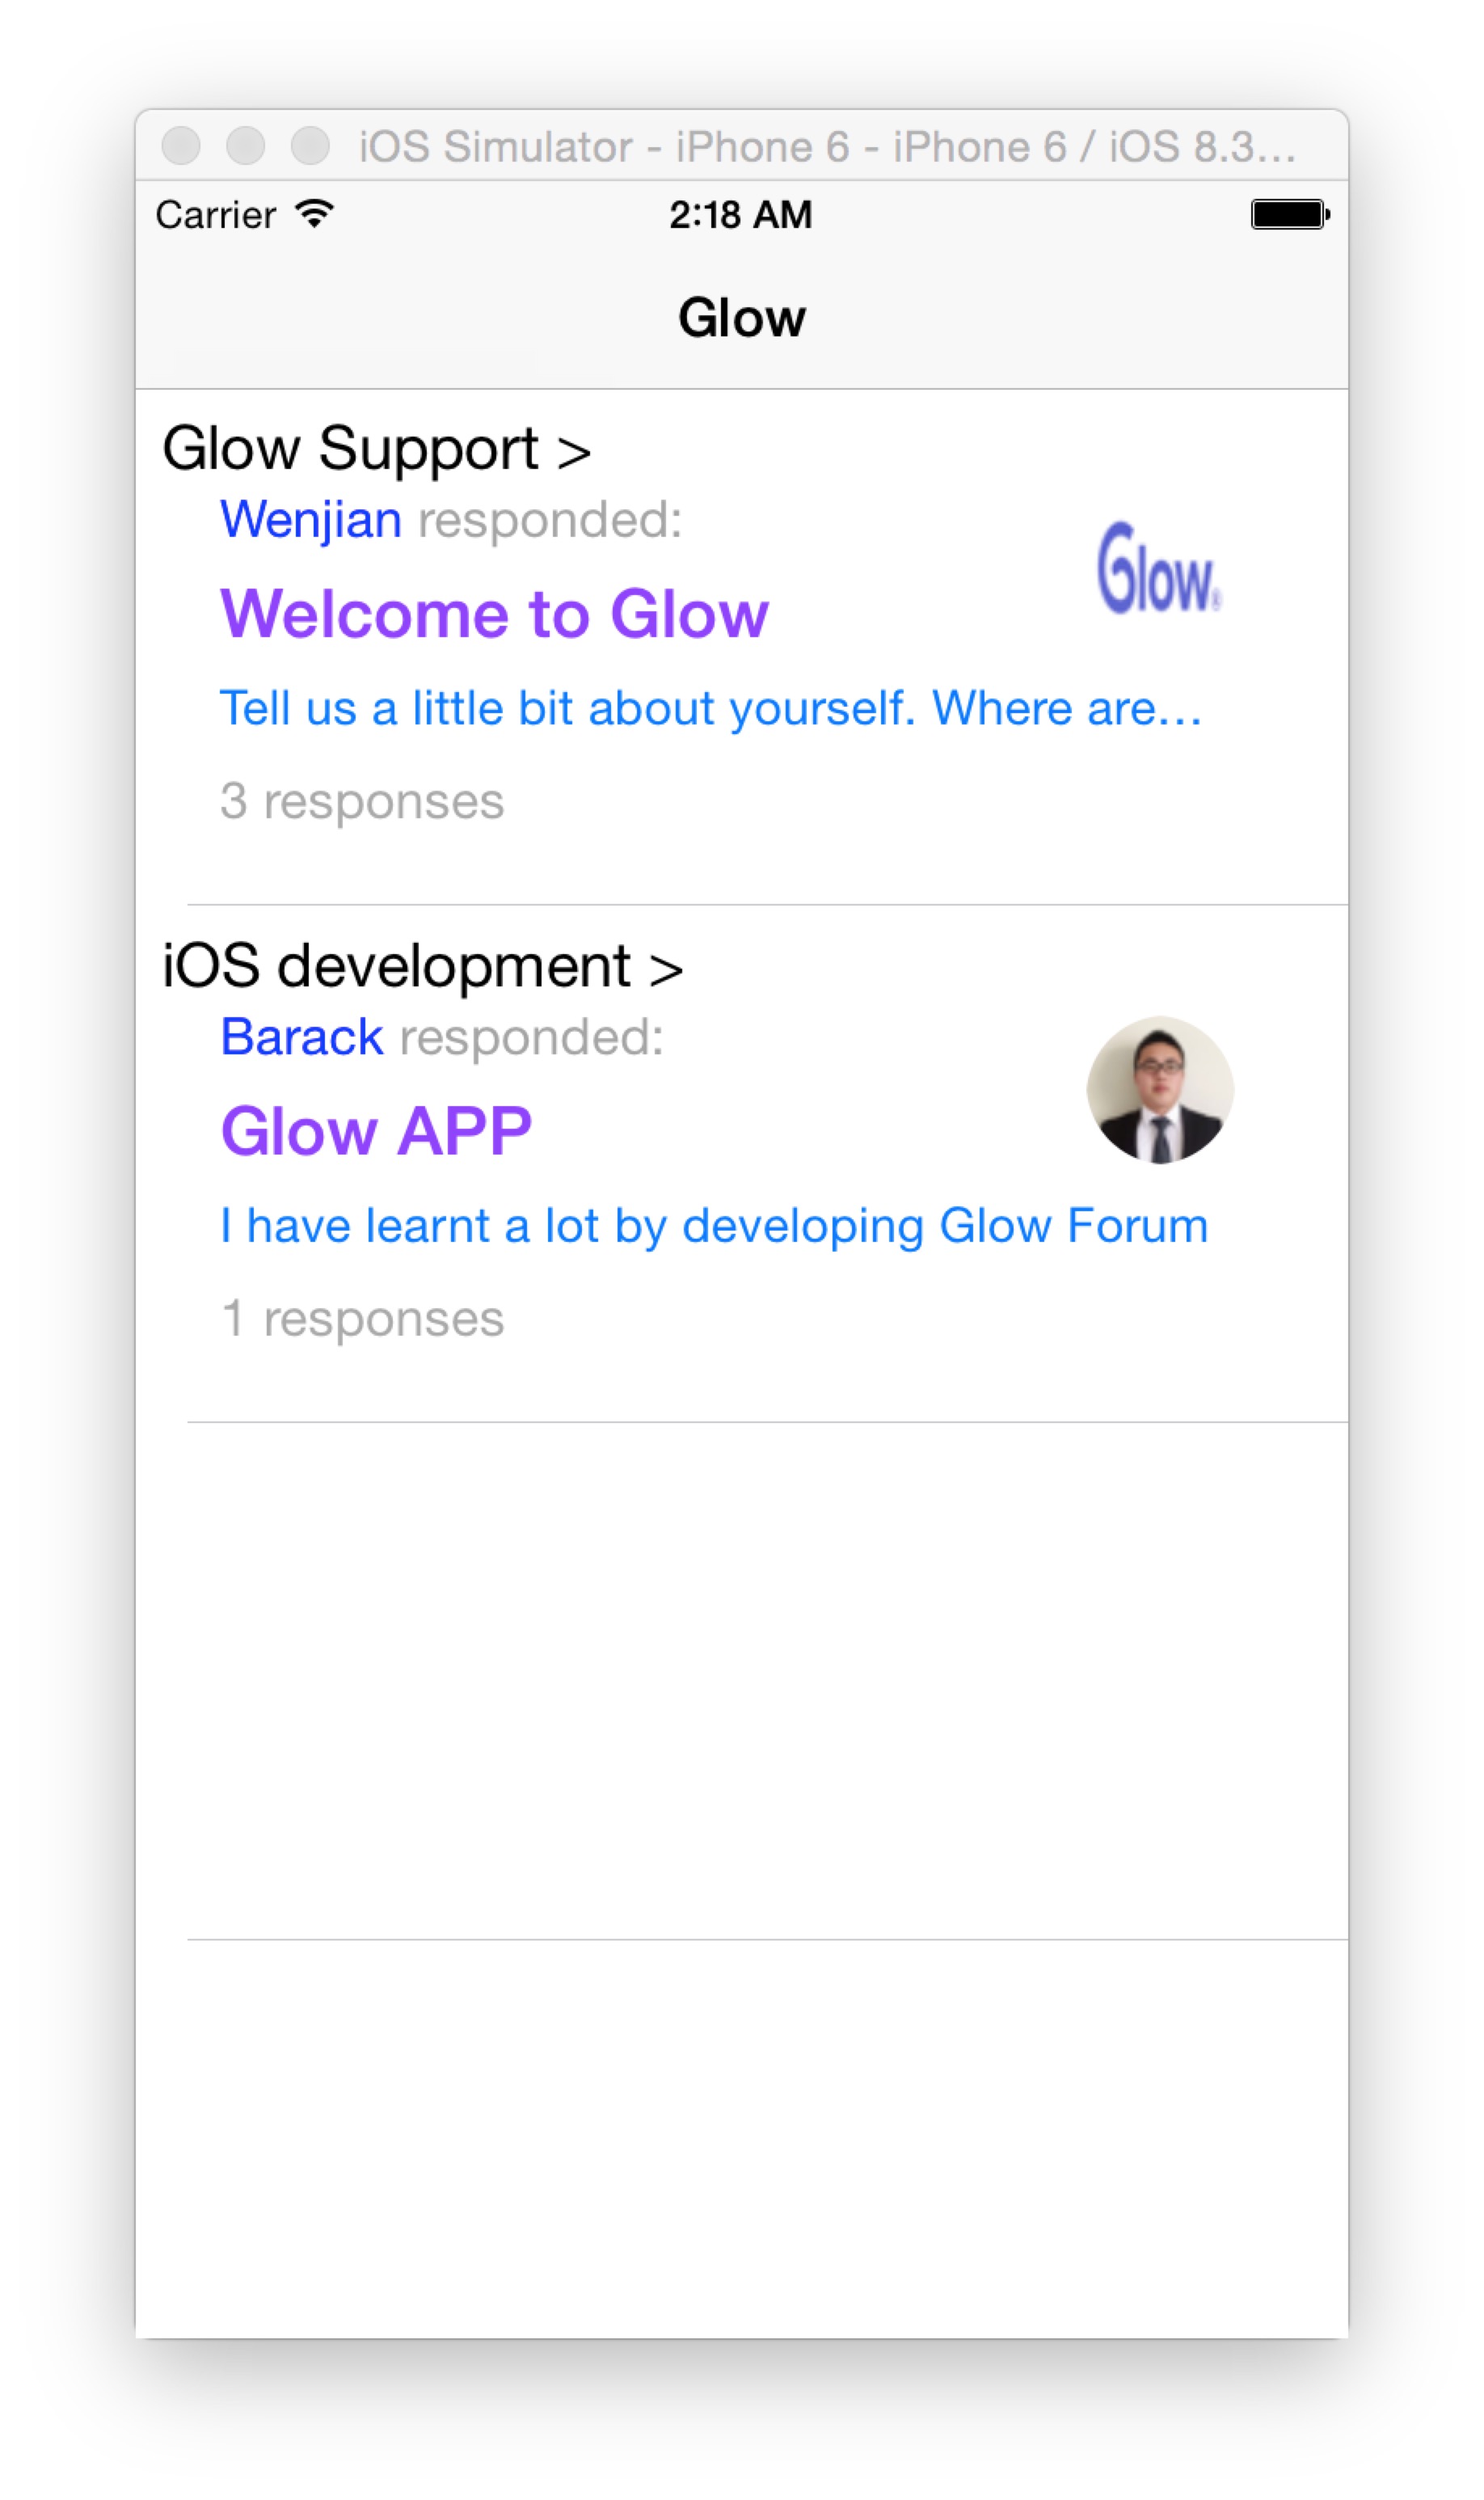 iOS Simulator - iPhone 6 - iPhone 6 / iOS 8.3...
Carrier 2:18 AM
Glow
Glow Support >
Wenjian responded:
Glow®
Welcome to Glow
Tell us a little bit about yourself. Where are...
3 responses
iOS development >
Barack responded:
Glow APP
I have learnt a lot by developing Glow Forum
1 responses